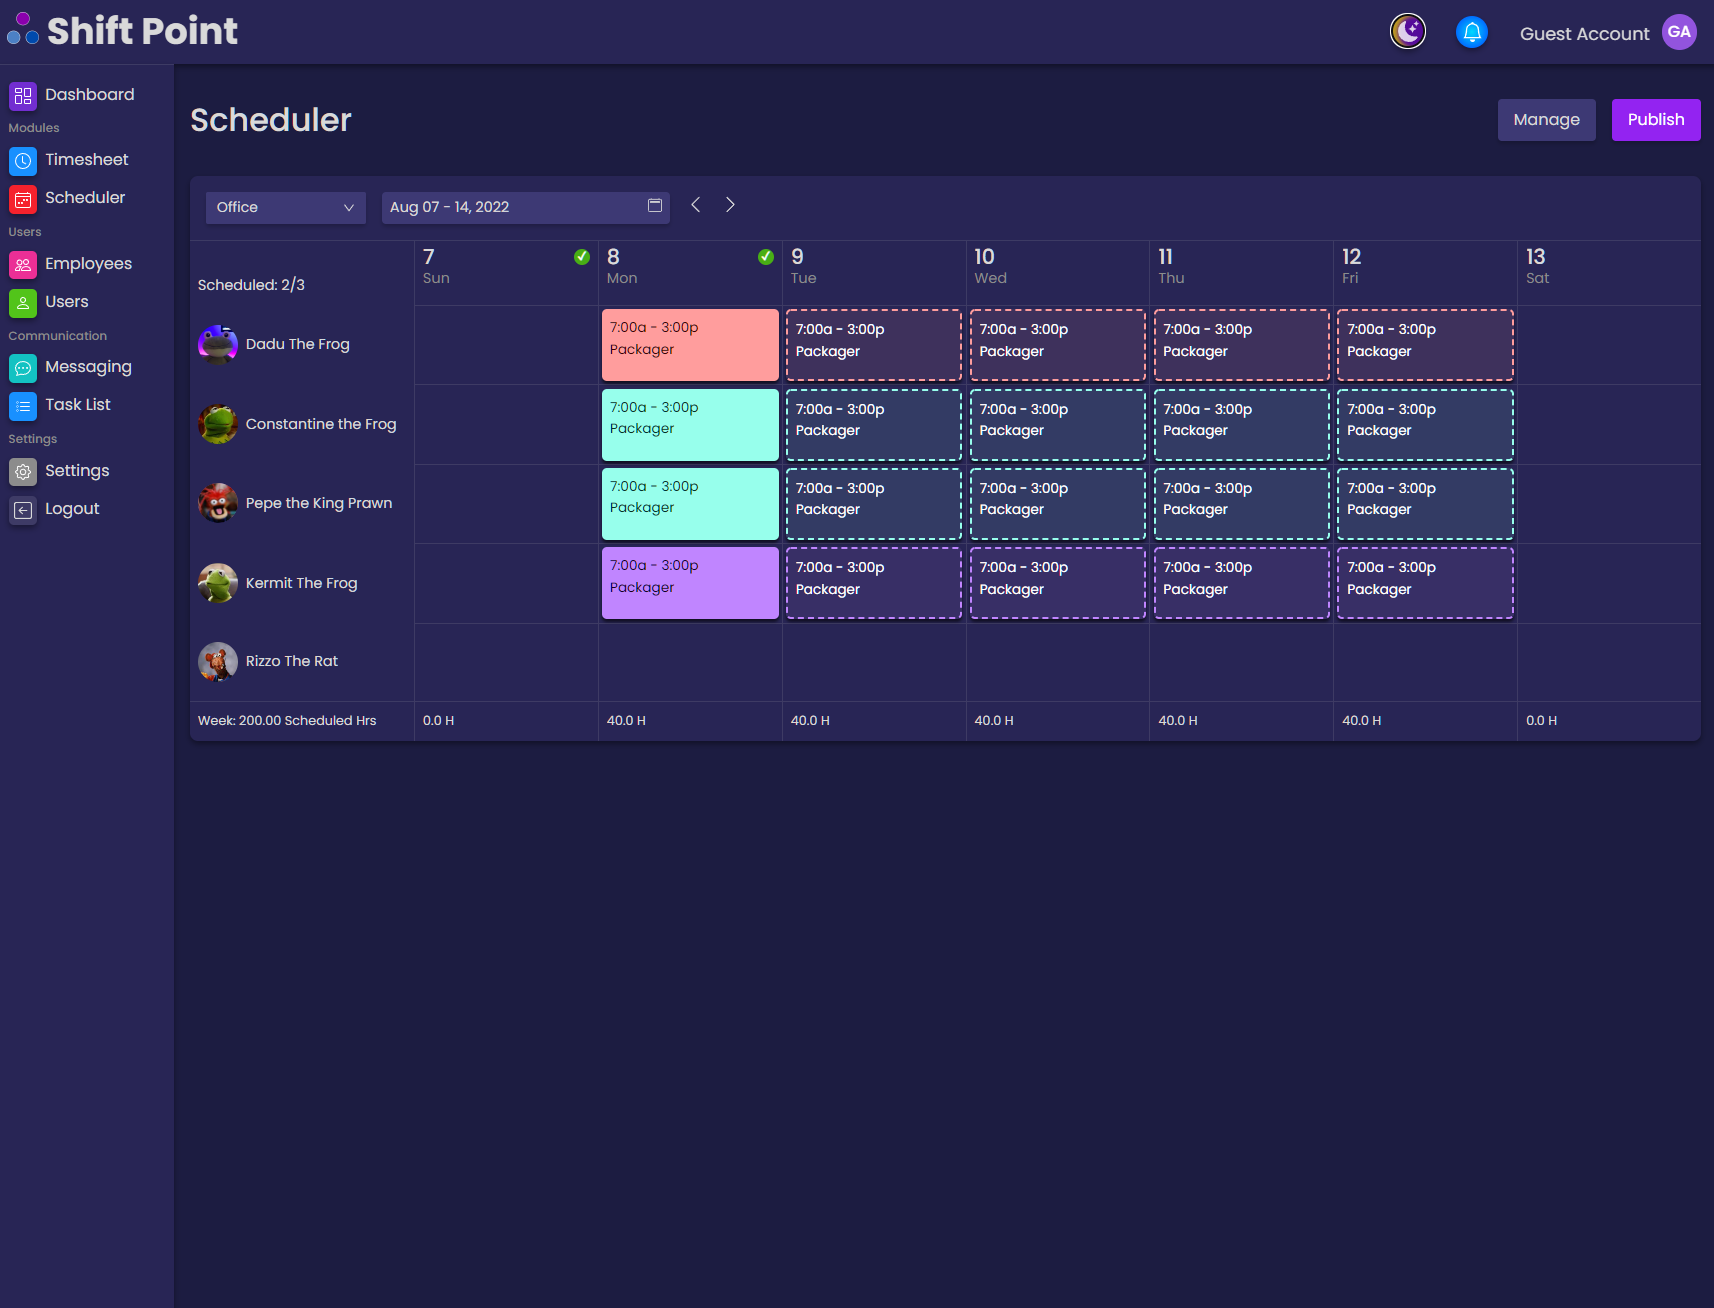 Shift Point
Guest Account
GA
Dashboard
Modules
Timesheet
Scheduler
Users
Employees
Users
Communication
Messaging
Task List
Settings
Settings
Logout
Scheduler
Manage
Publish
Office
Aug 07 - 14, 2022
Scheduled: 2/3
7
Sun
8
Mon
9
Tue
10
Wed
11
Thu
12
Fri
13
Sat
Dadu The Frog
7:00a - 3:00p
Packager
7:00a - 3:00p
Packager
7:00a - 3:00p
Packager
7:00a - 3:00p
Packager
7:00a - 3:00p
Packager
Constantine the Frog
7:00a - 3:00p
Packager
7:00a - 3:00p
Packager
7:00a - 3:00p
Packager
7:00a - 3:00p
Packager
7:00a - 3:00p
Packager
Pepe the King Prawn
7:00a - 3:00p
Packager
7:00a - 3:00p
Packager
7:00a - 3:00p
Packager
7:00a - 3:00p
Packager
7:00a - 3:00p
Packager
Kermit The Frog
7:00a - 3:00p
Packager
7:00a - 3:00p
Packager
7:00a - 3:00p
Packager
7:00a - 3:00p
Packager
7:00a - 3:00p
Packager
Rizzo The Rat
Week: 200.00 Scheduled Hrs
0.0 H
40.0 H
40.0 H
40.0 H
40.0 H
40.0 H
0.0 H